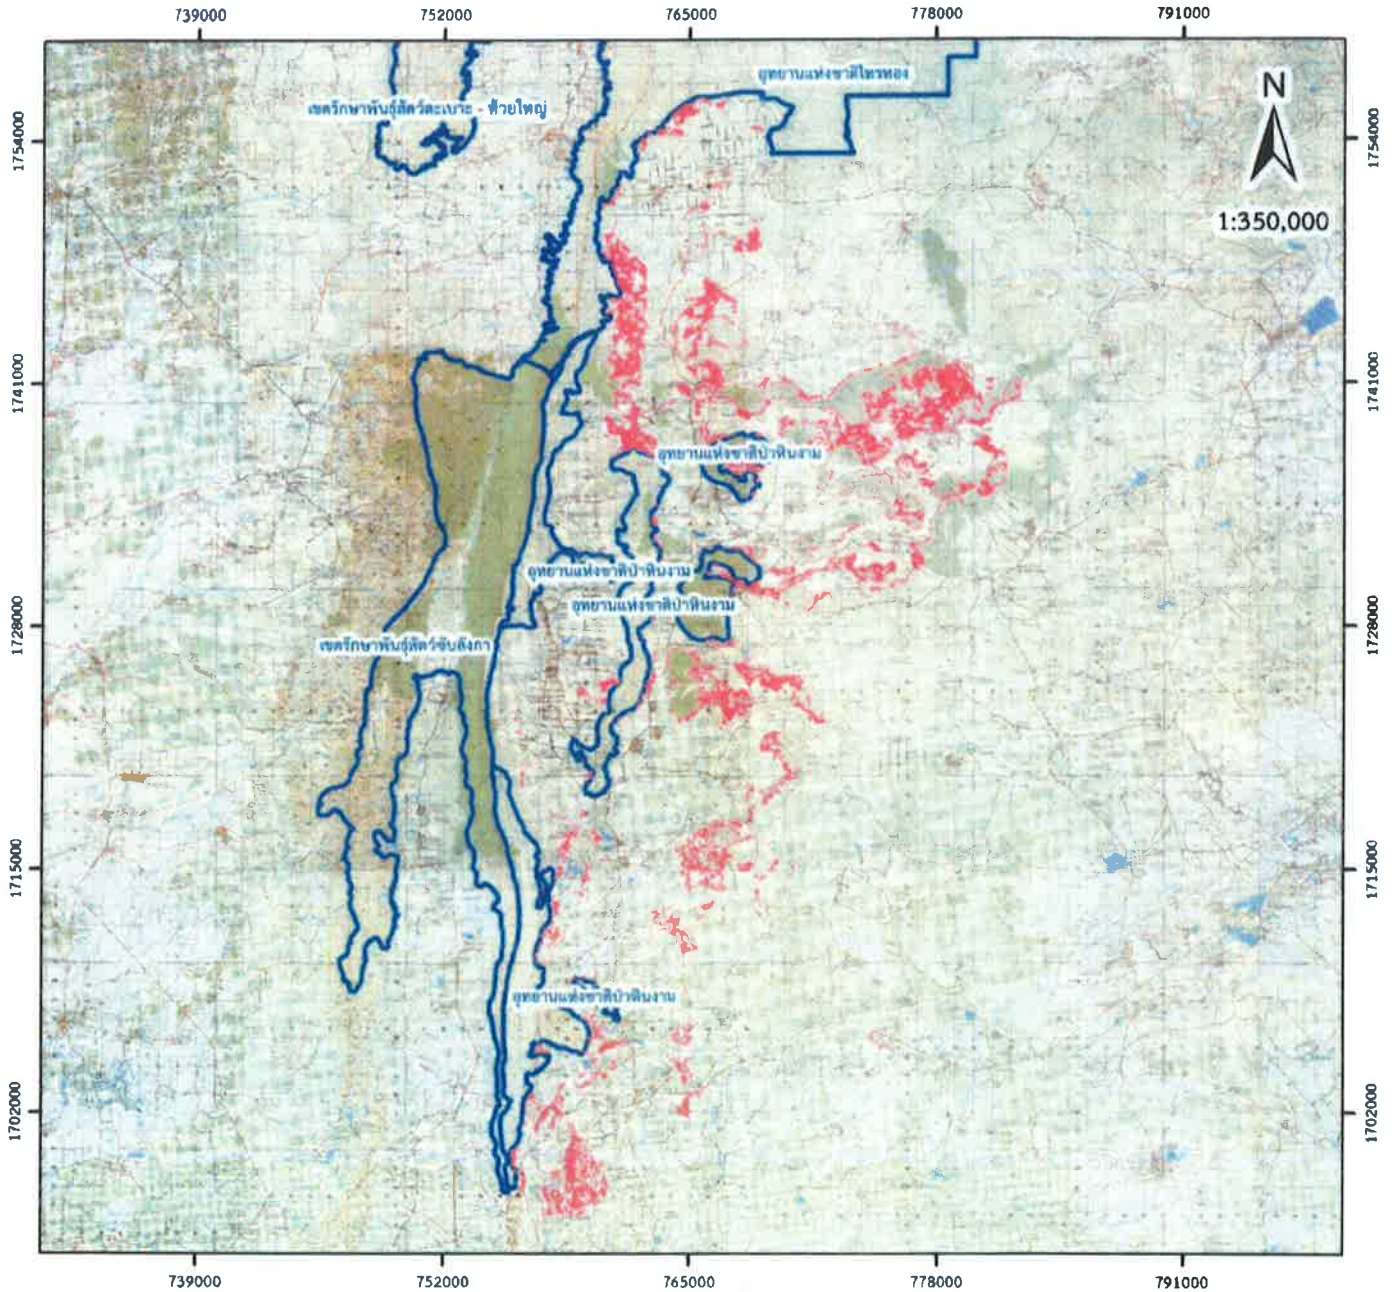 739000 752000 765000 778000 791000
อุทยานแห่งชาติไทรทอง
N
เขตรักษาพันธุ์สัตว์ตะเบาะ - ห้วยใหญ่
1754000 1754000
1:350,000
1741000 1741000
อุทยานแห่งชาติป่าหินงาม
อุทยานแห่งชาติป่าหินงาม
อุทยานแห่งชาติป่าหินงาม
1728000 1728000
เขตรักษาพันธุ์สัตว์ซับลังกา
1715000 1715000
อุทยานแห่งชาติป่าหินงาม
1702000 1702000
739000 752000 765000 778000 791000